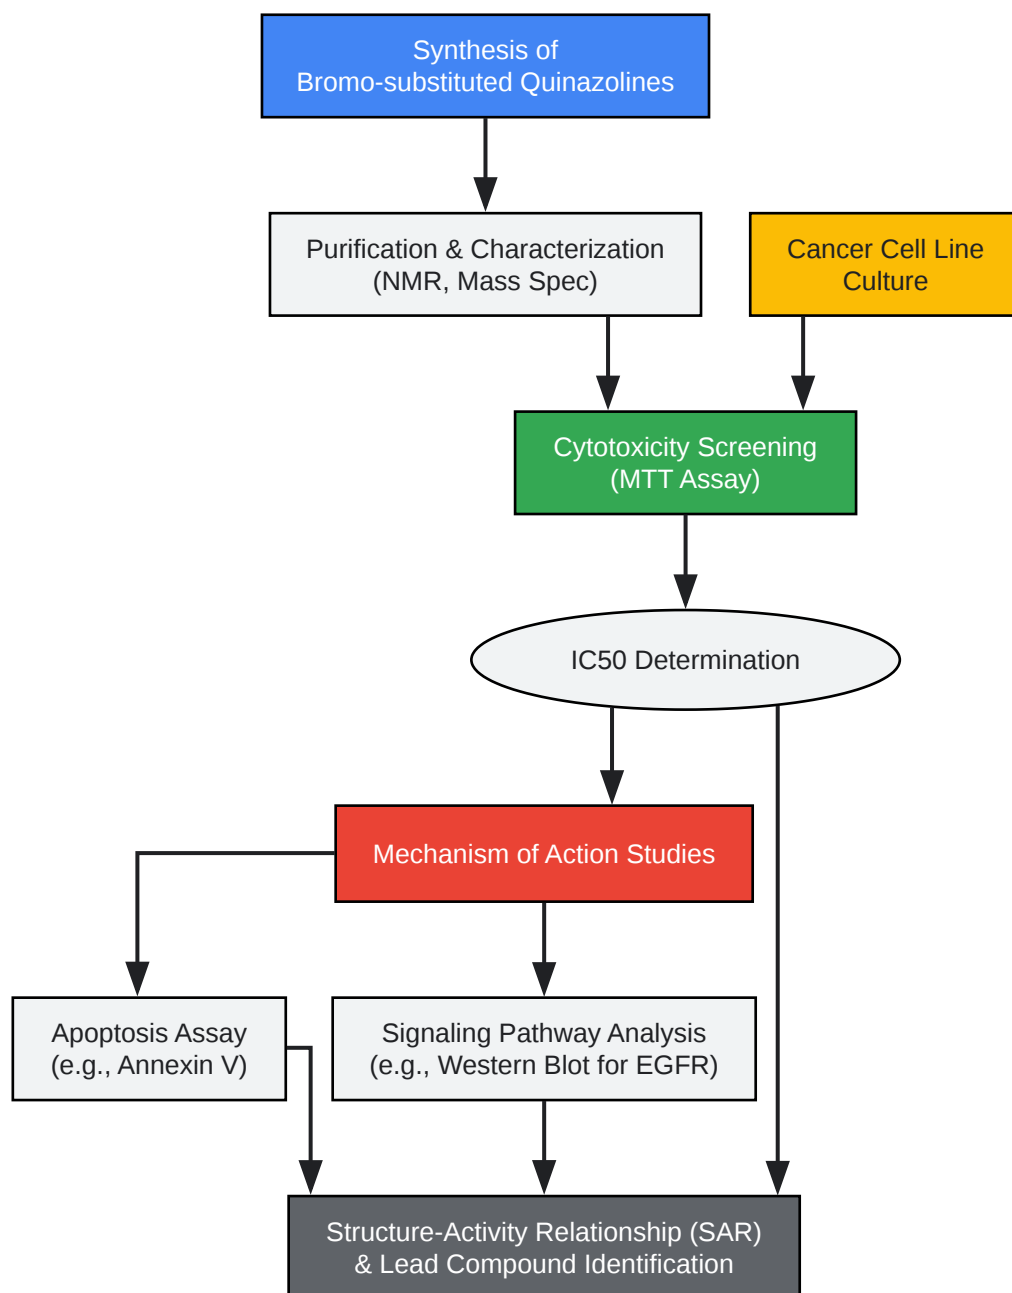 Synthesis of
Bromo-substituted Quinazolines
Purification & Characterization
(NMR, Mass Spec)
Cancer Cell Line
Culture
Cytotoxicity Screening
(MTT Assay)
IC50 Determination
Mechanism of Action Studies
Apoptosis Assay
(e.g., Annexin V)
Signaling Pathway Analysis
(e.g., Western Blot for EGFR)
Structure-Activity Relationship (SAR)
& Lead Compound Identification